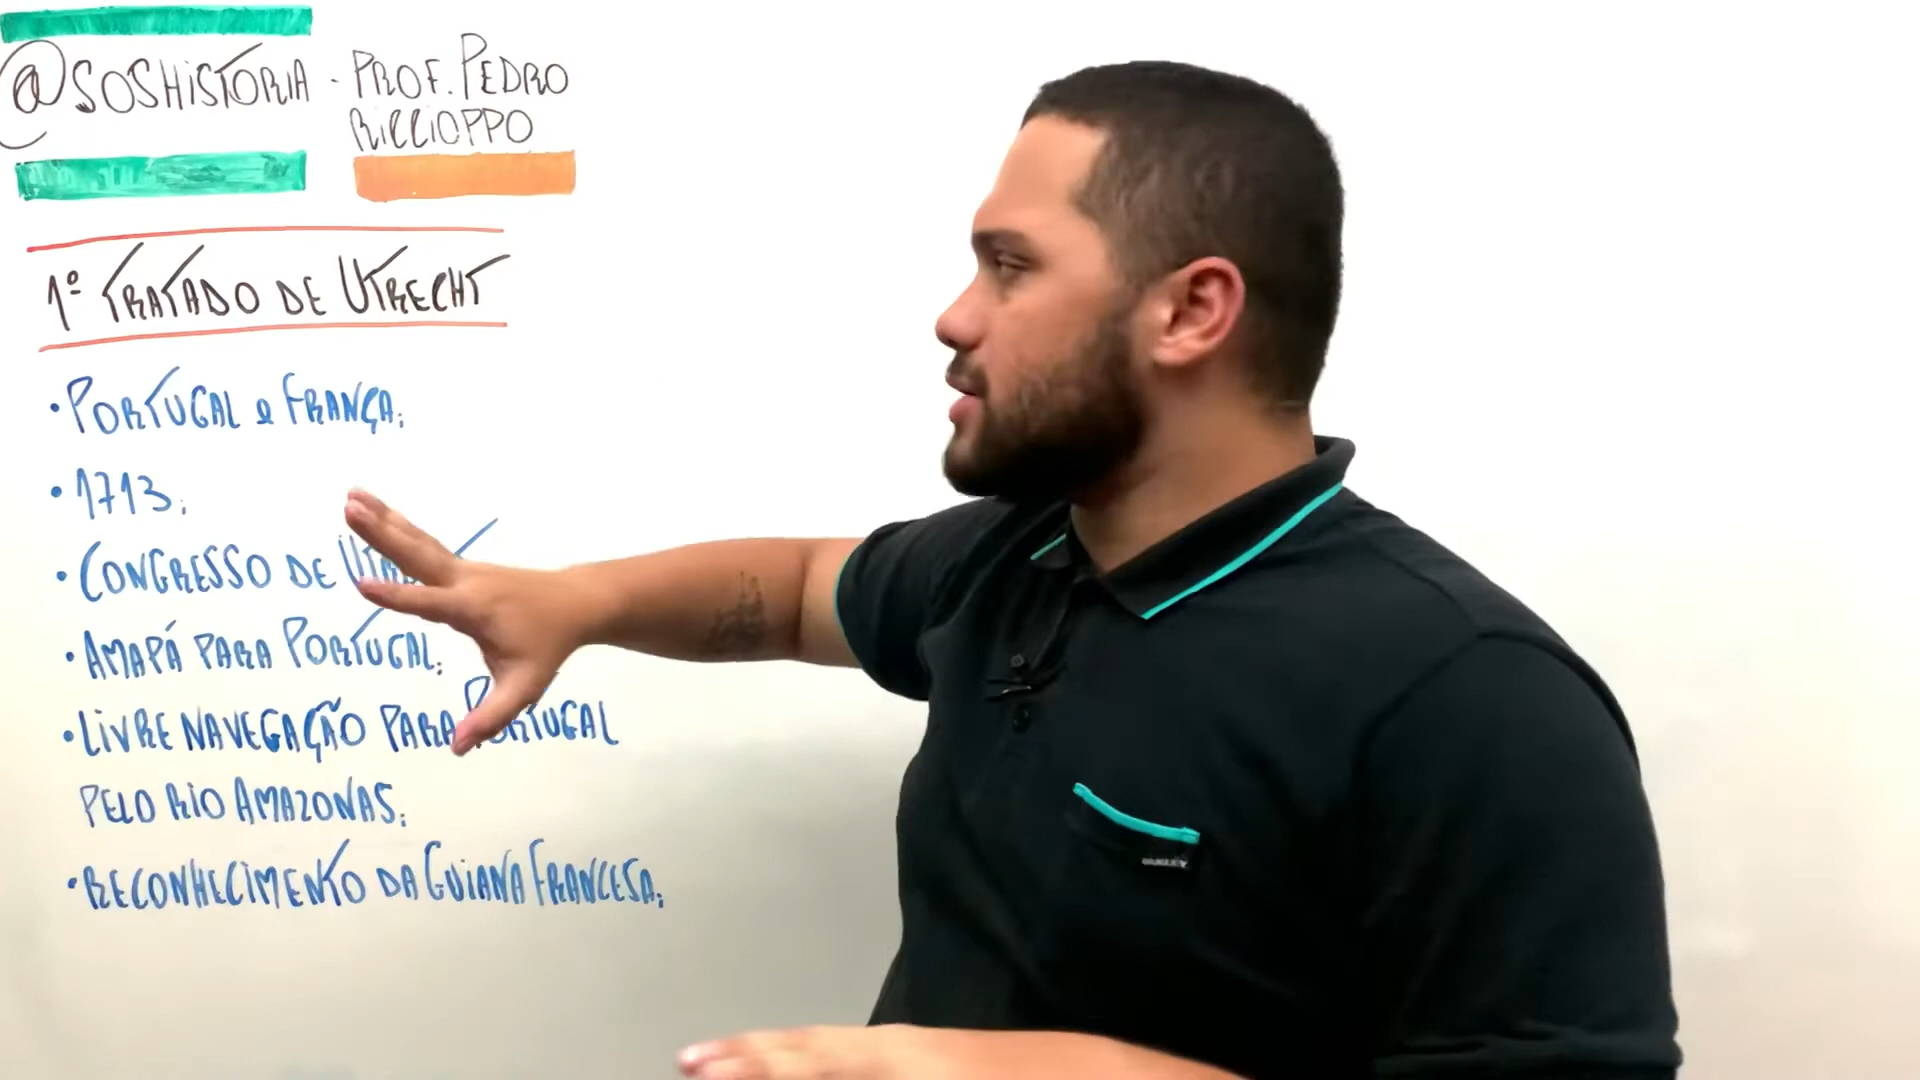 @SOSHISTORIA - PROF. PEDRO
RICCIOPPO
1º TRATADO DE UTRECHT
• PORTUGAL e FRANÇA;
• 1713;
• CONGRESSO DE
• AMAPÁ PARA PORTUGAL;
• LIVRE NAVEGAÇÃO PARA PORTUGAL
PELO RIO AMAZONAS;
• RECONHECIMENTO DA GUIANA FRANCESA;